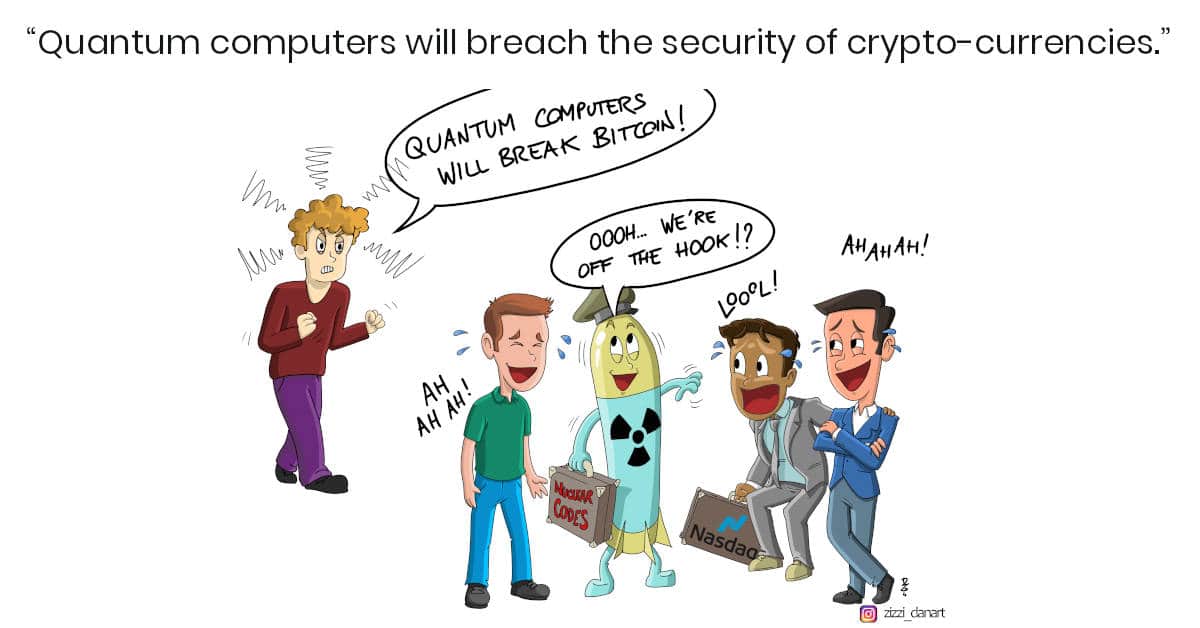 “Quantum computers will breach the security of crypto-currencies.”
QUANTUM COMPUTERS
WILL BREAK BITCOIN!
OOOH... WE'RE
OFF THE HOOK!?
AHAHAH!
LOOOL!
AH
AH AH!
NUCLEAR
CODES
Nasdaq
zizzi_danart